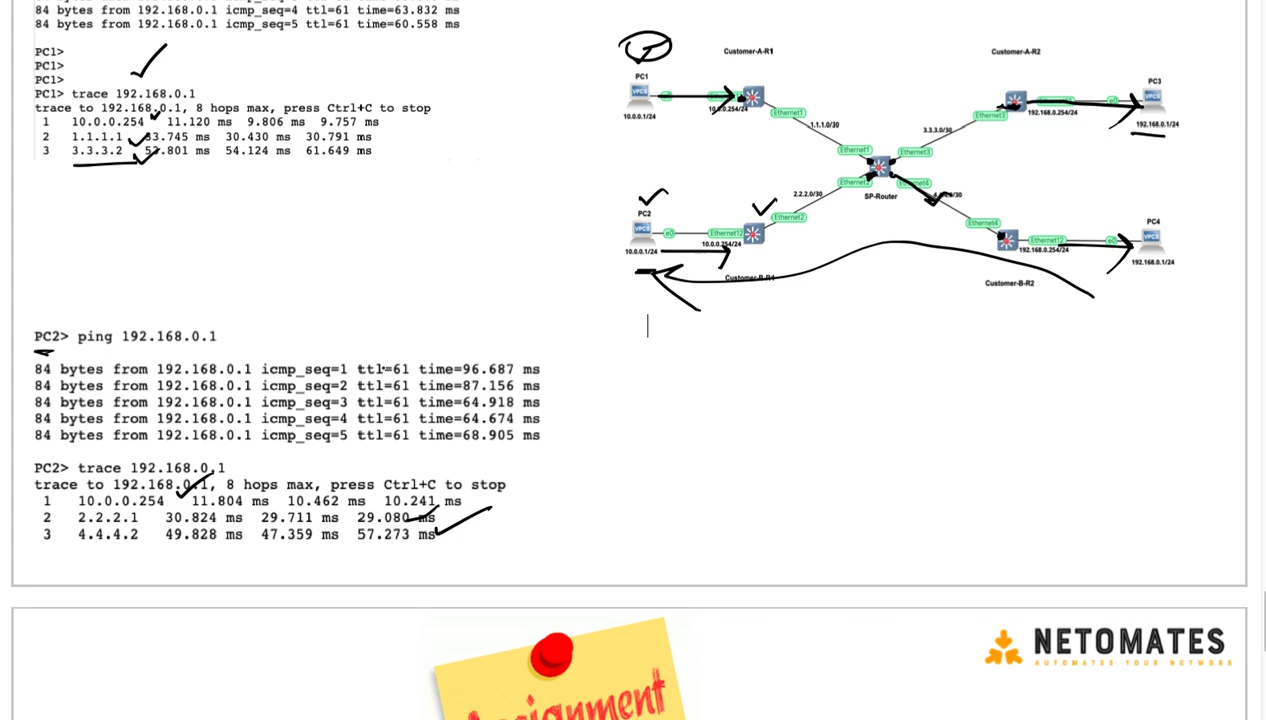 84 bytes from 192.168.0.1 icmp_seq=4 ttl=61 time=63.832 ms
84 bytes from 192.168.0.1 icmp_seq=5 ttl=61 time=60.558 ms
PC1>
PC1>
PC1>
PC1> trace 192.168.0.1
trace to 192.168.0.1, 8 hops max, press Ctrl+C to stop
1 10.0.0.254 11.120 ms 9.806 ms 9.757 ms
2 1.1.1.1 33.745 ms 30.430 ms 30.791 ms
3 3.3.3.2 53.801 ms 54.124 ms 61.649 ms
Customer-A-R1
Customer-A-R2
PC1
PC3
VPCS
VPCS
e0
e0
10.0.0.254/24
192.168.0.254/24
10.0.0.1/24
192.168.0.1/24
Ethernet1
Ethernet3
1.1.1.0/30
3.3.3.0/30
Ethernet1
Ethernet3
SP-Router
Ethernet2
Ethernet4
2.2.2.0/30
PC2
PC4
VPCS
VPCS
Ethernet2
Ethernet4
e0
Ethernet12
Ethernet12
e0
10.0.0.254/24
192.168.0.254/24
10.0.0.1/24
192.168.0.1/24
Customer-B-R1
Customer-B-R2
PC2> ping 192.168.0.1
84 bytes from 192.168.0.1 icmp_seq=1 ttl=61 time=96.687 ms
84 bytes from 192.168.0.1 icmp_seq=2 ttl=61 time=87.156 ms
84 bytes from 192.168.0.1 icmp_seq=3 ttl=61 time=64.918 ms
84 bytes from 192.168.0.1 icmp_seq=4 ttl=61 time=64.674 ms
84 bytes from 192.168.0.1 icmp_seq=5 ttl=61 time=68.905 ms
PC2> trace 192.168.0.1
trace to 192.168.0.1, 8 hops max, press Ctrl+C to stop
1 10.0.0.254 11.804 ms 10.462 ms 10.241 ms
2 2.2.2.1 30.824 ms 29.711 ms 29.080 ms
3 4.4.4.2 49.828 ms 47.359 ms 57.273 ms
NETOMATES
AUTOMATES YOUR NETWORK
Assignment